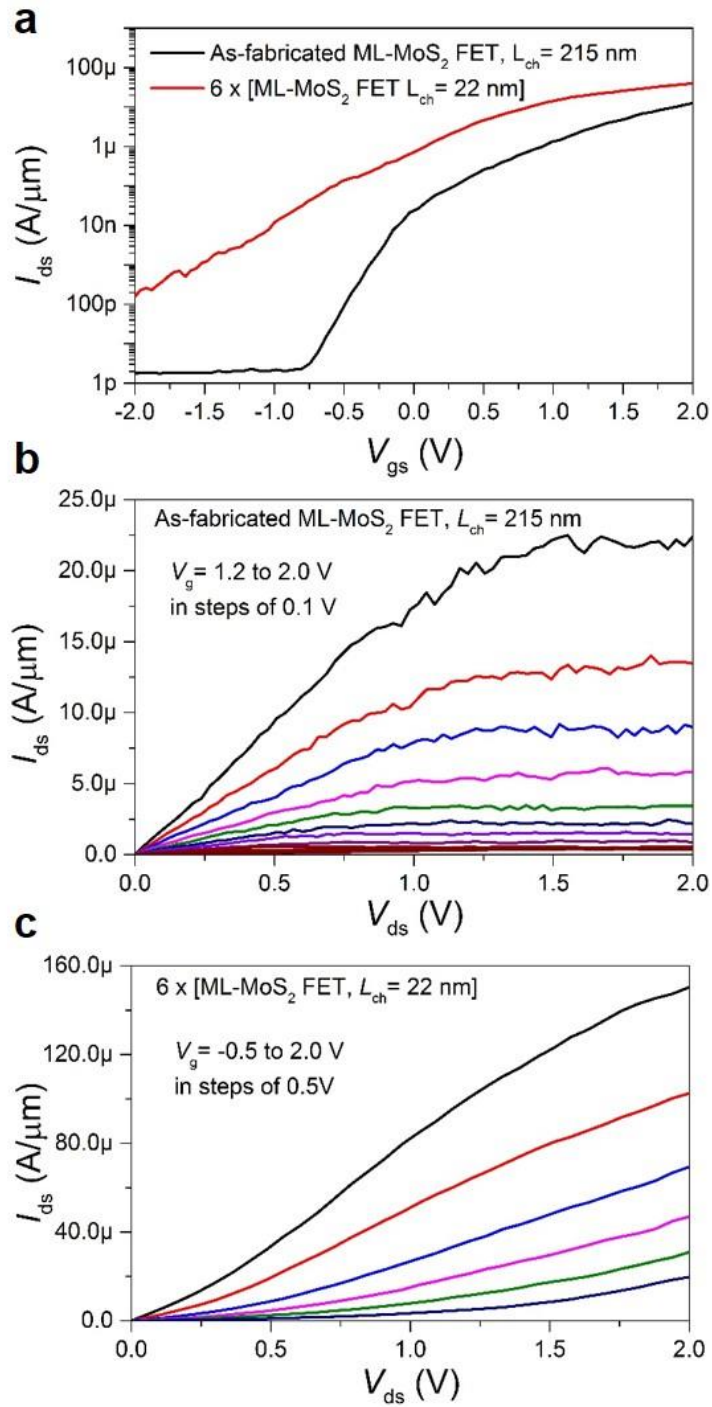 a
As-fabricated ML-MoS₂ FET, Lch= 215 nm
6 x [ML-MoS₂ FET Lch= 22 nm]
Ids (A/μm)
100μ
1μ
10n
100p
1p
-2.0 -1.5 -1.0 -0.5 0.0 0.5 1.0 1.5 2.0
Vgs (V)
b
As-fabricated ML-MoS₂ FET, Lch= 215 nm
Vg= 1.2 to 2.0 V
in steps of 0.1 V
Ids (A/μm)
25.0μ
20.0μ
15.0μ
10.0μ
5.0μ
0.0
0.0 0.5 1.0 1.5 2.0
Vds (V)
c
6 x [ML-MoS₂ FET, Lch= 22 nm]
Vg= -0.5 to 2.0 V
in steps of 0.5V
Ids (A/μm)
160.0μ
120.0μ
80.0μ
40.0μ
0.0
0.0 0.5 1.0 1.5 2.0
Vds (V)